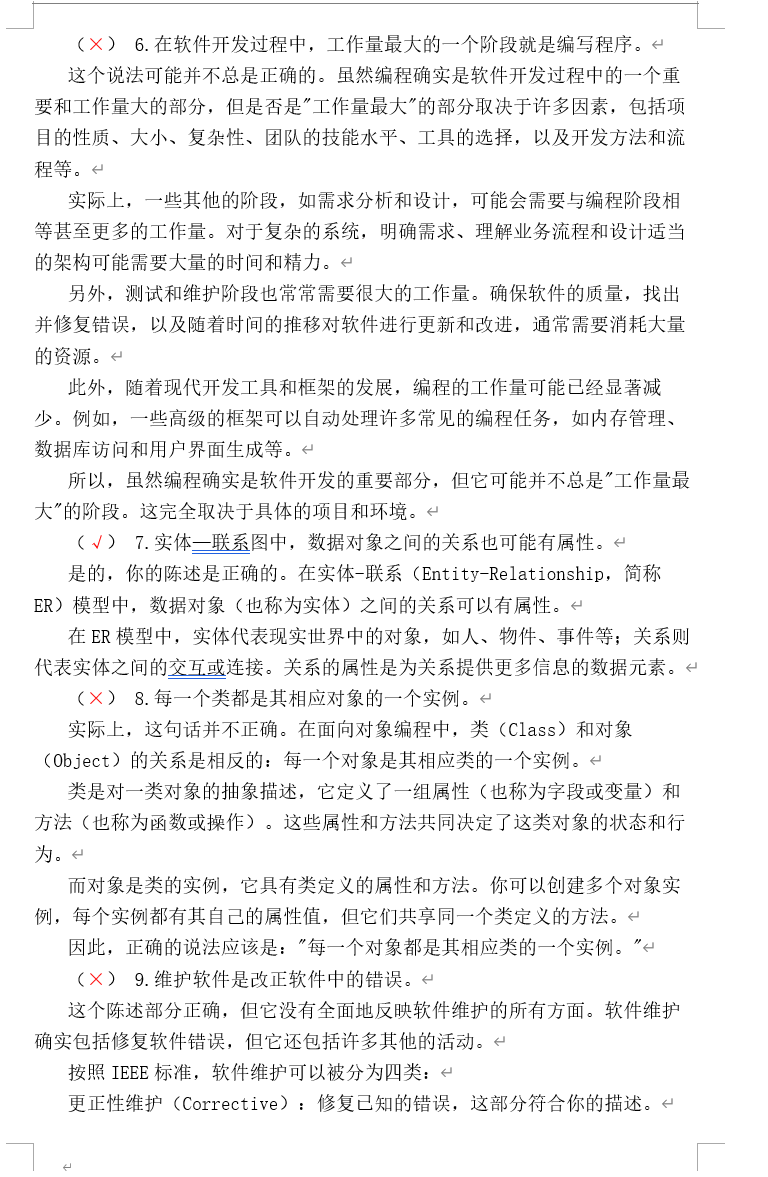 （×） 6.在软件开发过程中，工作量最大的一个阶段就是编写程序。↵
这个说法可能并不总是正确的。虽然编程确实是软件开发过程中的一个重
要和工作量大的部分，但是否是"工作量最大"的部分取决于许多因素，包括项
目的性质、大小、复杂性、团队的技能水平、工具的选择，以及开发方法和流
程等。↵
实际上，一些其他的阶段，如需求分析和设计，可能会需要与编程阶段相
等甚至更多的工作量。对于复杂的系统，明确需求、理解业务流程和设计适当
的架构可能需要大量的时间和精力。↵
另外，测试和维护阶段也常常需要很大的工作量。确保软件的质量，找出
并修复错误，以及随着时间的推移对软件进行更新和改进，通常需要消耗大量
的资源。↵
此外，随着现代开发工具和框架的发展，编程的工作量可能已经显著减
少。例如，一些高级的框架可以自动处理许多常见的编程任务，如内存管理、
数据库访问和用户界面生成等。↵
所以，虽然编程确实是软件开发的重要部分，但它可能并不总是"工作量最
大"的阶段。这完全取决于具体的项目和环境。↵
（√） 7.实体—联系图中，数据对象之间的关系也可能有属性。↵
是的，你的陈述是正确的。在实体-联系（Entity-Relationship，简称
ER）模型中，数据对象（也称为实体）之间的关系可以有属性。↵
在 ER 模型中，实体代表现实世界中的对象，如人、物件、事件等；关系则
代表实体之间的交互或连接。关系的属性是为关系提供更多信息的数据元素。↵
（×） 8.每一个类都是其相应对象的一个实例。↵
实际上，这句话并不正确。在面向对象编程中，类（Class）和对象
（Object）的关系是相反的：每一个对象是其相应类的一个实例。↵
类是对一类对象的抽象描述，它定义了一组属性（也称为字段或变量）和
方法（也称为函数或操作）。这些属性和方法共同决定了这类对象的状态和行
为。↵
而对象是类的实例，它具有类定义的属性和方法。你可以创建多个对象实
例，每个实例都有其自己的属性值，但它们共享同一个类定义的方法。↵
因此，正确的说法应该是："每一个对象都是其相应类的一个实例。"↵
（×） 9.维护软件是改正软件中的错误。↵
这个陈述部分正确，但它没有全面地反映软件维护的所有方面。软件维护
确实包括修复软件错误，但它还包括许多其他的活动。↵
按照 IEEE 标准，软件维护可以被分为四类：↵
更正性维护（Corrective）：修复已知的错误，这部分符合你的描述。↵
↵